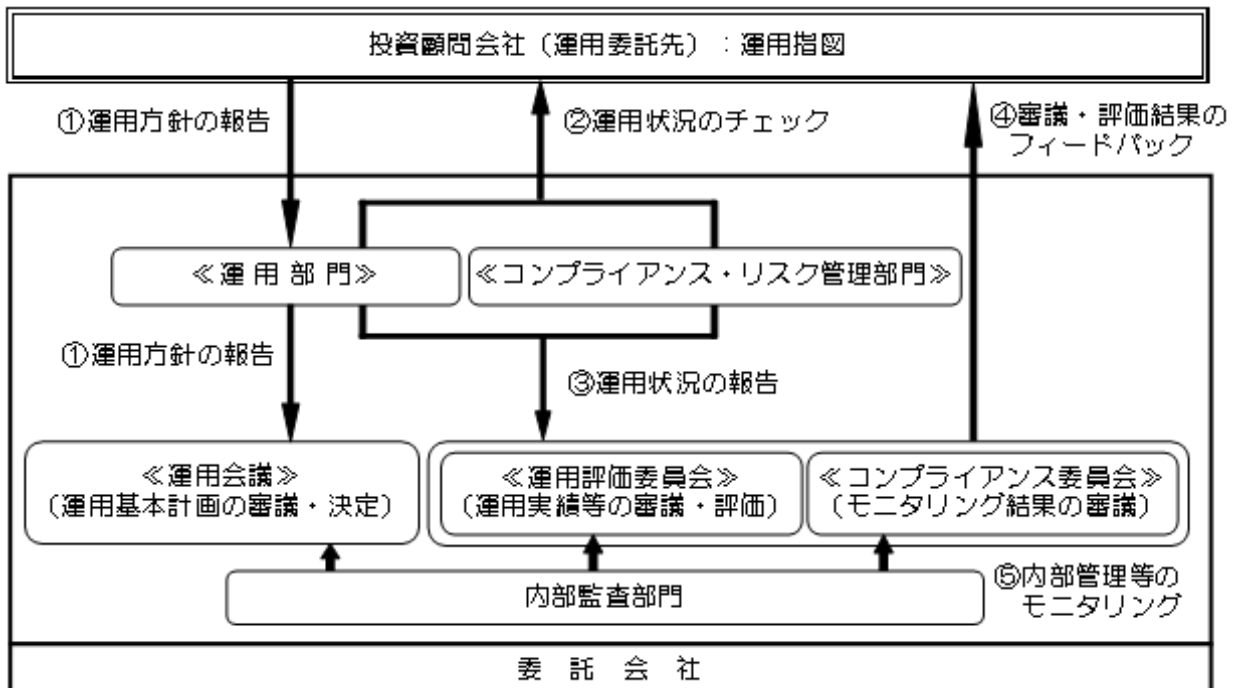 投資顧問会社（運用委託先）：運用指図
①運用方針の報告
②運用状況のチェック
④審議・評価結果の
フィードバック
≪運用部門≫
≪コンプライアンス・リスク管理部門≫
①運用方針の報告
③運用状況の報告
≪運用会議≫
（運用基本計画の審議・決定）
≪運用評価委員会≫
（運用実績等の審議・評価）
≪コンプライアンス委員会≫
（モニタリング結果の審議）
内部監査部門
⑤内部管理等の
モニタリング
委託会社